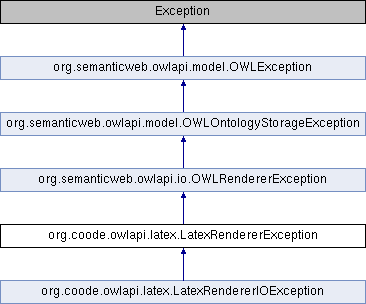 Exception
org.semanticweb.owlapi.model.OWLException
org.semanticweb.owlapi.model.OWLOntologyStorageException
org.semanticweb.owlapi.io.OWLRendererException
org.coode.owlapi.latex.LatexRendererException
org.coode.owlapi.latex.LatexRendererIOException